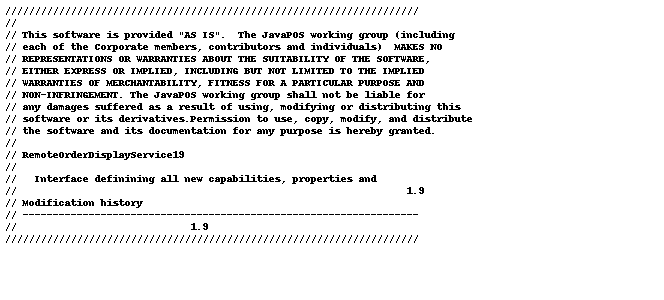 /////////////////////////////////////////////////////////////////////
//
// This software is provided "AS IS".  The JavaPOS working group (including
// each of the Corporate members, contributors and individuals)  MAKES NO
// REPRESENTATIONS OR WARRANTIES ABOUT THE SUITABILITY OF THE SOFTWARE,
// EITHER EXPRESS OR IMPLIED, INCLUDING BUT NOT LIMITED TO THE IMPLIED
// WARRANTIES OF MERCHANTABILITY, FITNESS FOR A PARTICULAR PURPOSE AND
// NON-INFRINGEMENT. The JavaPOS working group shall not be liable for
// any damages suffered as a result of using, modifying or distributing this
// software or its derivatives.Permission to use, copy, modify, and distribute
// the software and its documentation for any purpose is hereby granted.
//
// RemoteOrderDisplayService19
//
//   Interface definining all new capabilities, properties and
//                                                                 1.9
// Modification history
// ------------------------------------------------------------------
//                             1.9
/////////////////////////////////////////////////////////////////////